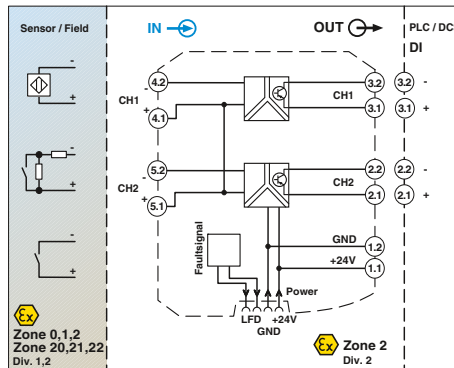 Sensor / Field
IN
OUT
PLC / DC
DI
-
+
-
+
-
+
CH1
-
+
4.2
4.1
CH1
3.2
3.1
3.2 -
3.1 +
CH2
-
+
5.2
5.1
CH2
2.2
2.1
2.2 -
2.1 +
GND
1.2
+24V
1.1
Faultsignal
Power
LFD +24V
GND
Ex
Zone 0,1,2
Zone 20,21,22
Div. 1,2
Ex
Zone 2
Div. 2